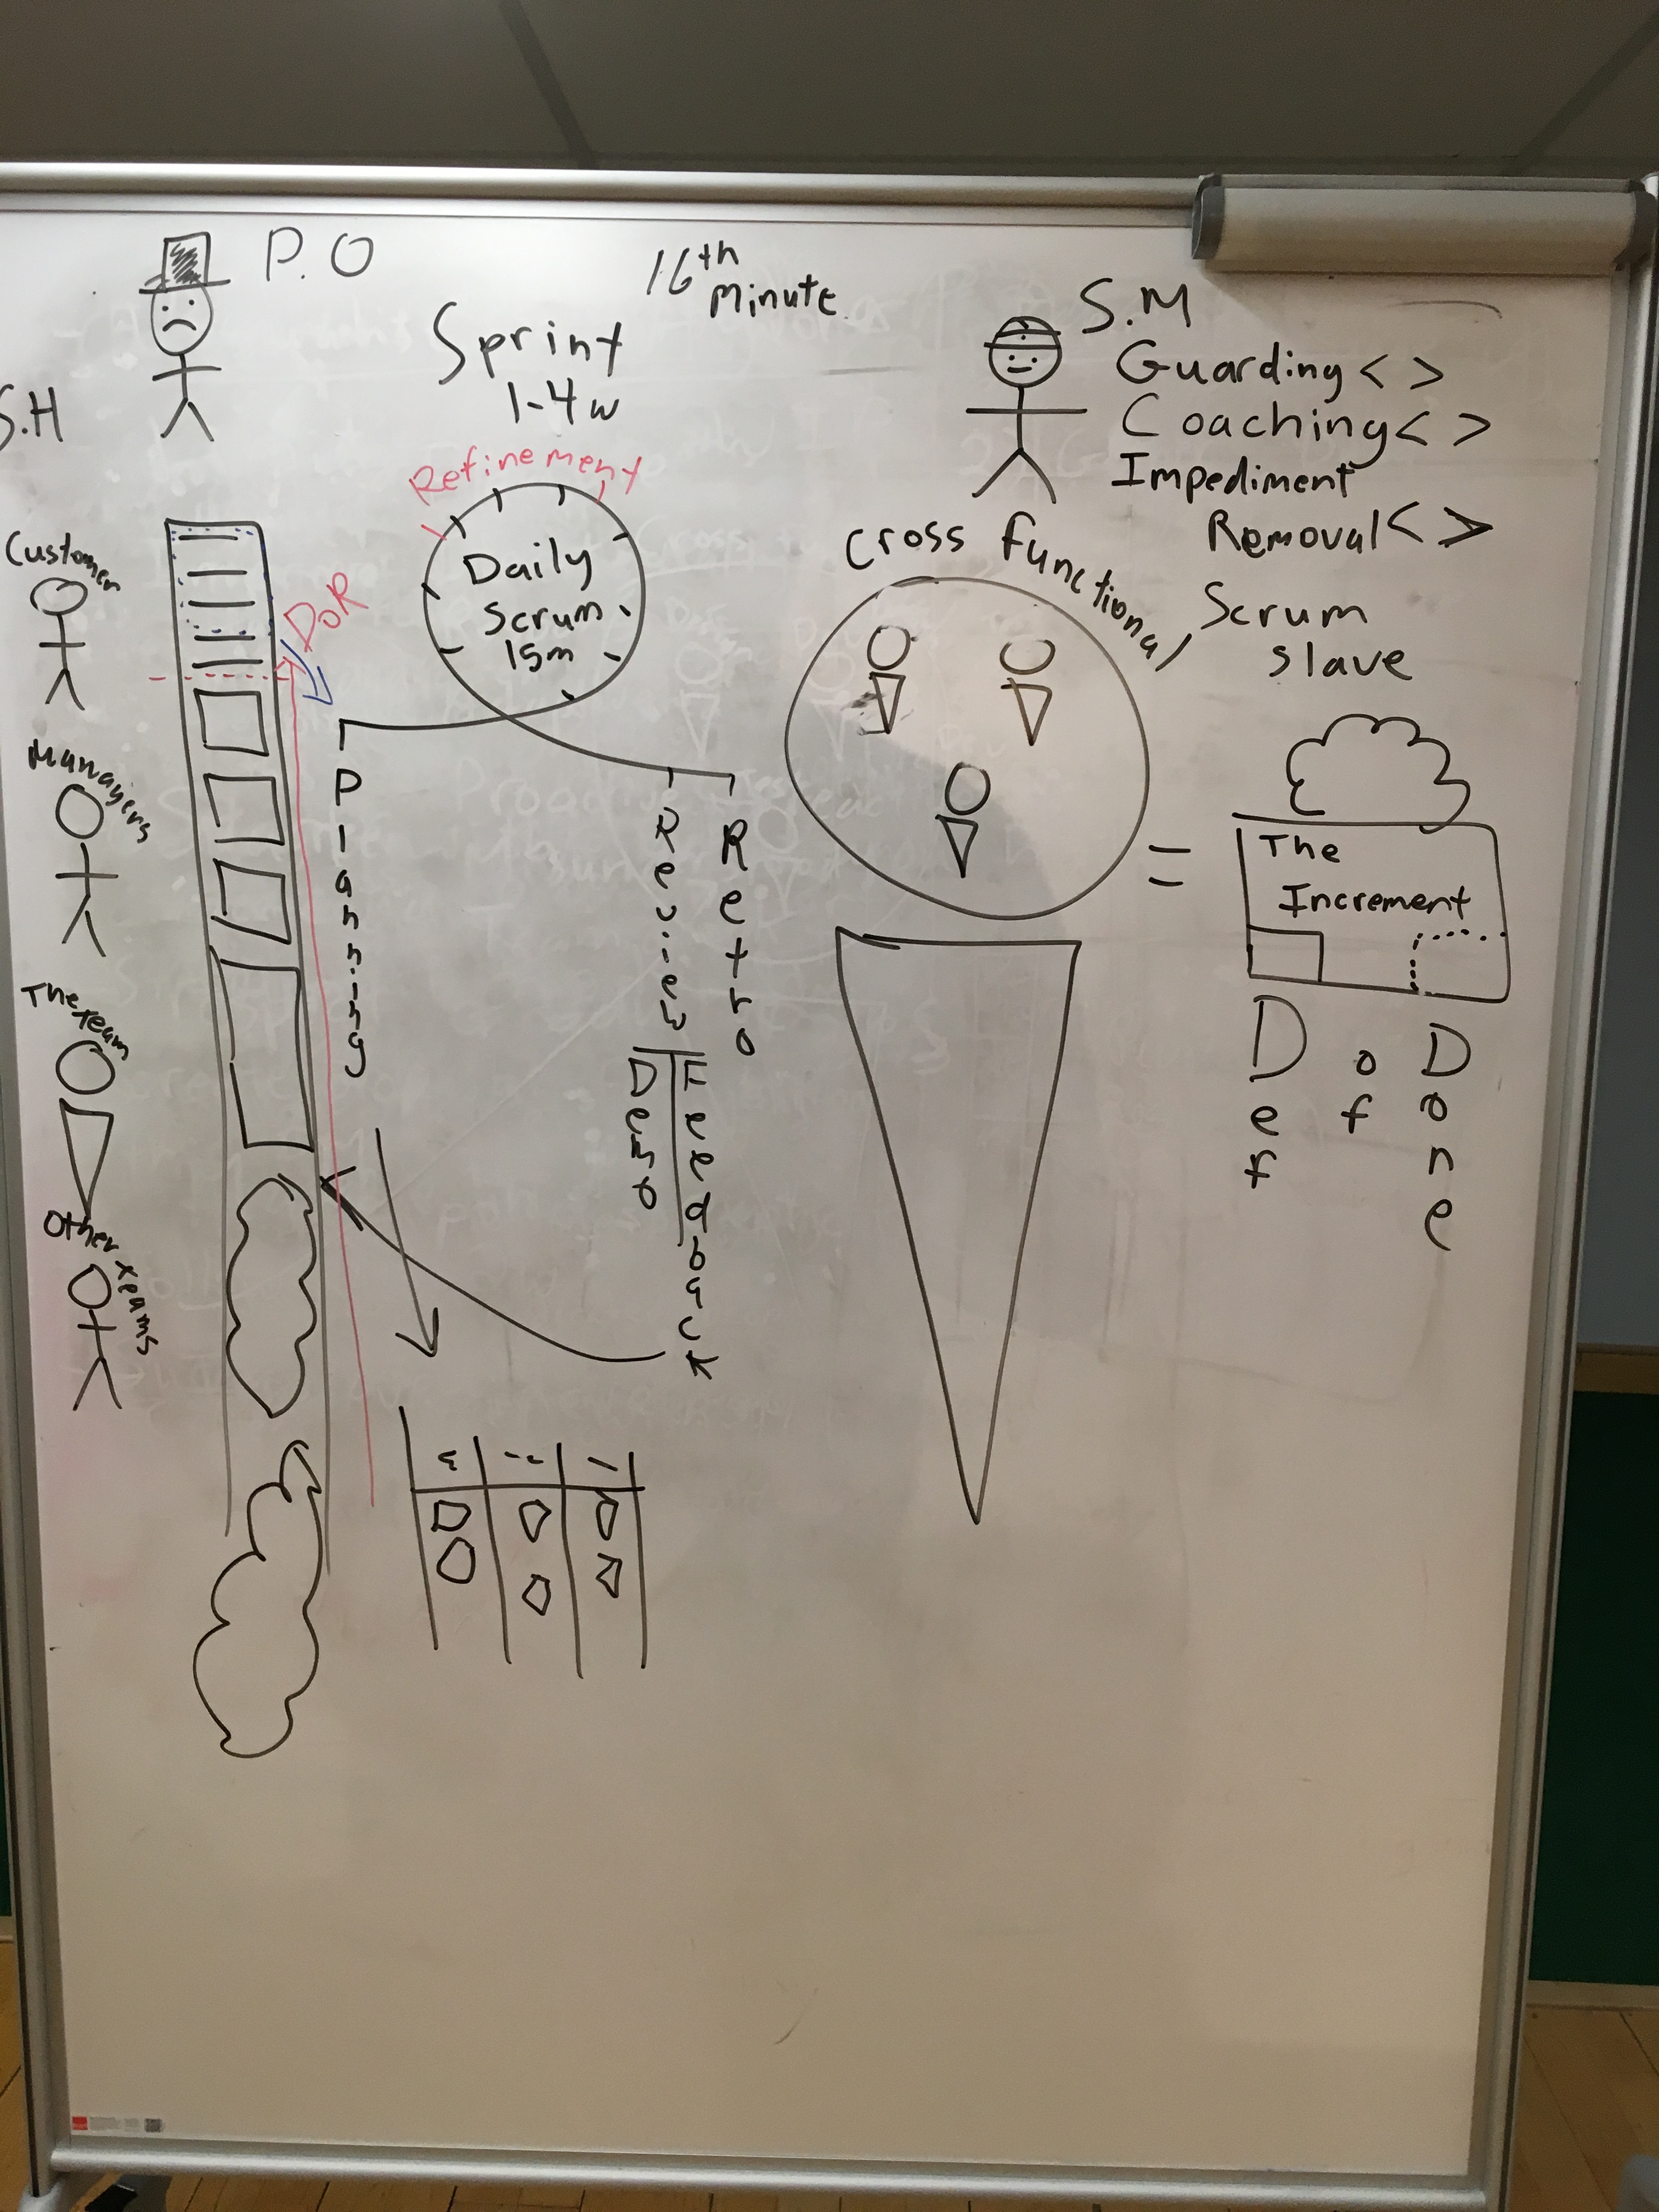 P.O
16th
Minute
Sprint
1-4w
S.M
Guarding < >
Coaching < >
Impediment
Removal < >
Scrum
slave
S.H
Customer
Managers
The team
Other teams
DoR
Refinement
Daily
Scrum
15m
Planning
Review
Retro
Demo
Feedback
Cross functional
=
The
Increment
Def
of
Done